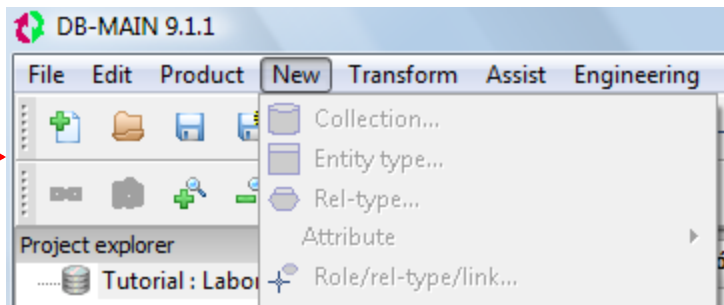 DB-MAIN 9.1.1
File Edit Product New Transform Assist Engineering
Collection...
Entity type...
Rel-type...
Attribute
Role/rel-type/link...
Project explorer
Tutorial :